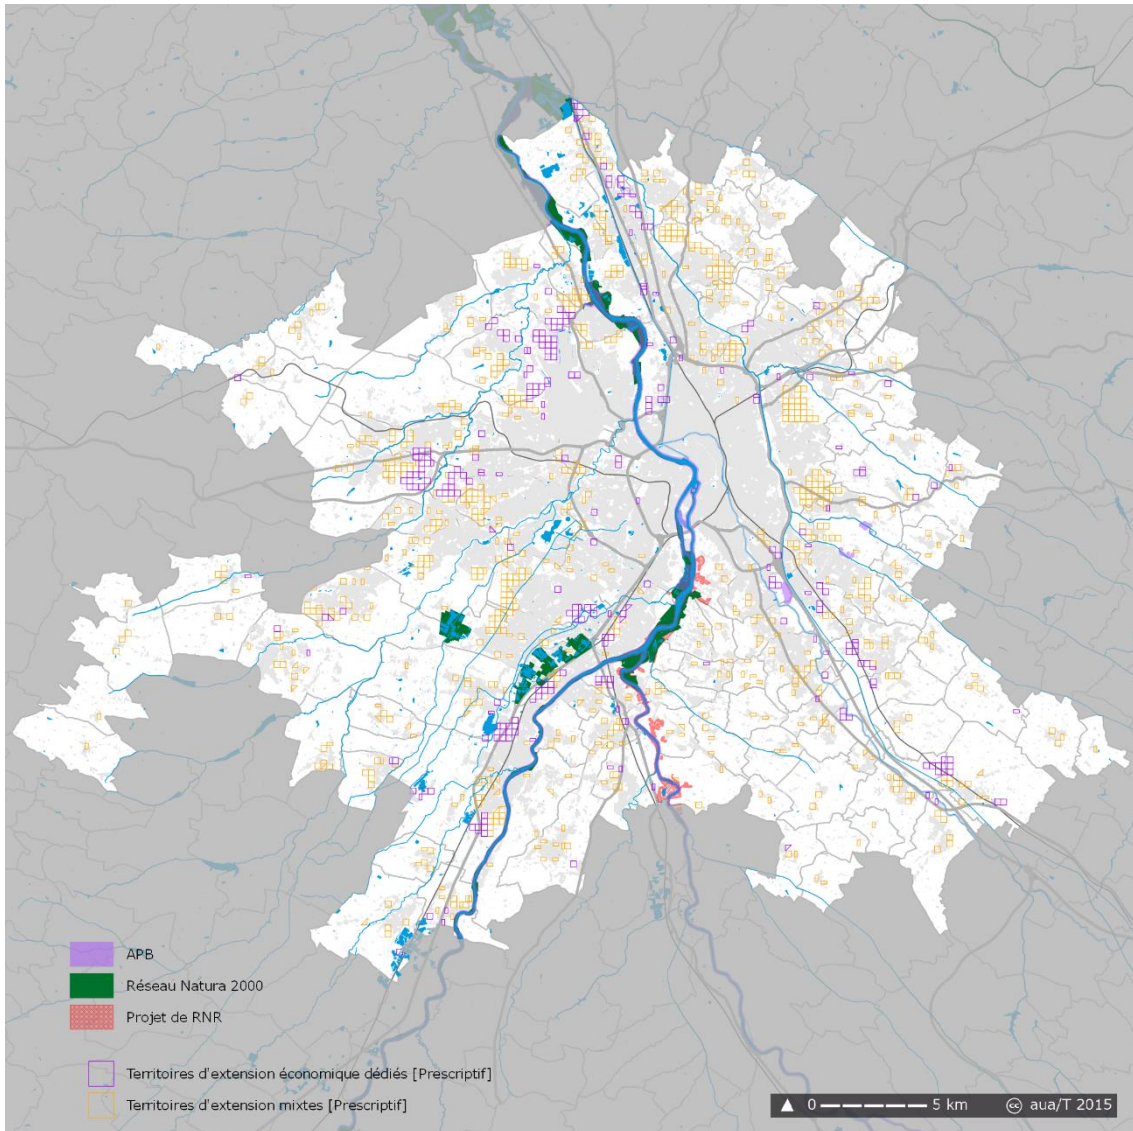 APB
Réseau Natura 2000
Projet de RNR
Territoires d'extension économique dédiés [Prescriptif]
Territoires d'extension mixtes [Prescriptif]
0 5 km cc aua/T 2015